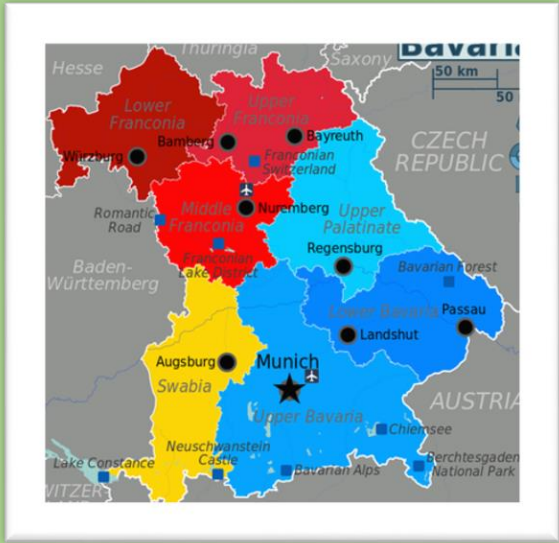 Thuringia
Saxony
Hesse
Bavaria
50 km
50
Lower
Franconia
Upper
Franconia
Bamberg
Bayreuth
Würzburg
Franconian
Switzerland
CZECH
REPUBLIC
Romantic
Road
Middle
Franconia
Nuremberg
Upper
Palatinate
Franconian
Lake District
Regensburg
Bavarian Forest
Baden-
Württemberg
Lower Bavaria
Passau
Landshut
Augsburg
Munich
Swabia
Upper Bavaria
AUSTRIA
Chiemsee
Neuschwanstein
Castle
Lake Constance
Bavarian Alps
Berchtesgaden
National Park
WITZER